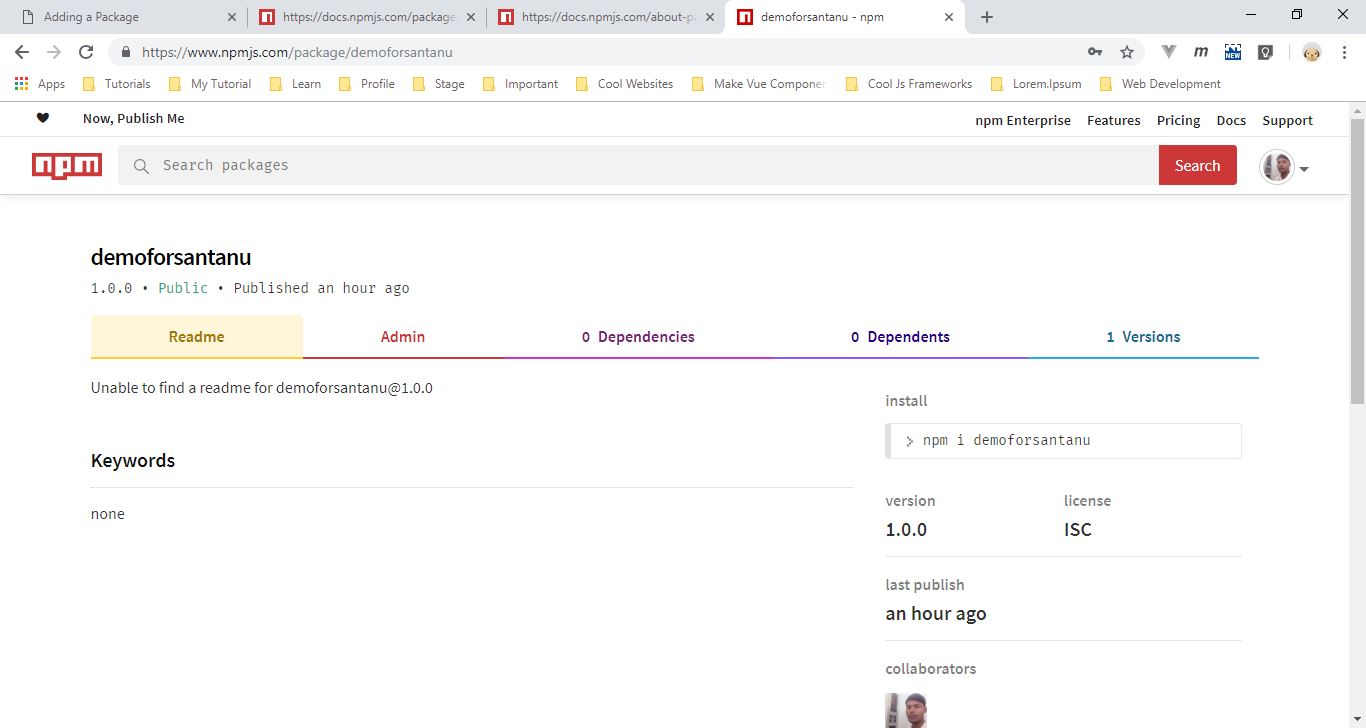 Adding a Package
https://docs.npmjs.com/package
https://docs.npmjs.com/about-p
demoforsantanu - npm
https://www.npmjs.com/package/demoforsantanu
NEW
Apps
Tutorials
My Tutorial
Learn
Profile
Stage
Important
Cool Websites
Make Vue Componen
Cool Js Frameworks
Lorem.Ipsum
Web Development
Now, Publish Me
npm Enterprise
Features
Pricing
Docs
Support
npm
Search packages
Search
demoforsantanu
1.0.0 • Public • Published an hour ago
Readme
Admin
0 Dependencies
0 Dependents
1 Versions
Unable to find a readme for demoforsantanu@1.0.0
install
> npm i demoforsantanu
Keywords
none
version
license
1.0.0
ISC
last publish
an hour ago
collaborators